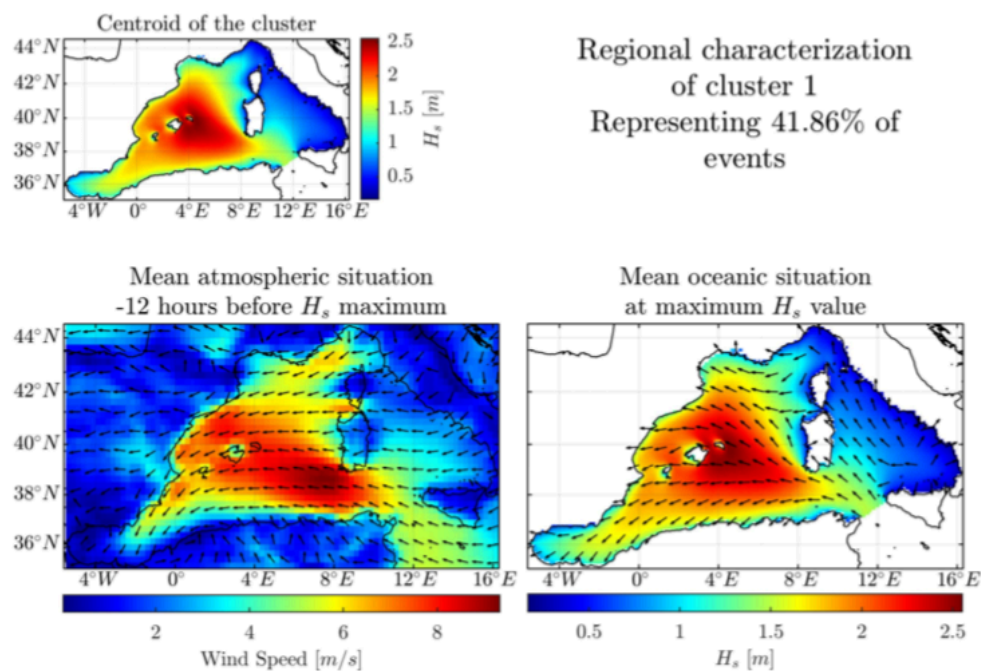 Centroid of the cluster
44°N
42°N
40°N
38°N
36°N
4°W 0° 4°E 8°E 12°E 16°E
2.5
2
1.5
1
0.5
H_s [m]
Regional characterization
of cluster 1
Representing 41.86% of
events
Mean atmospheric situation
-12 hours before H_s maximum
44°N
42°N
40°N
38°N
36°N
4°W 0° 4°E 8°E 12°E 16°E
2 4 6 8
Wind Speed [m/s]
Mean oceanic situation
at maximum H_s value
4°W 0° 4°E 8°E 12°E 16°E
0.5 1 1.5 2 2.5
H_s [m]